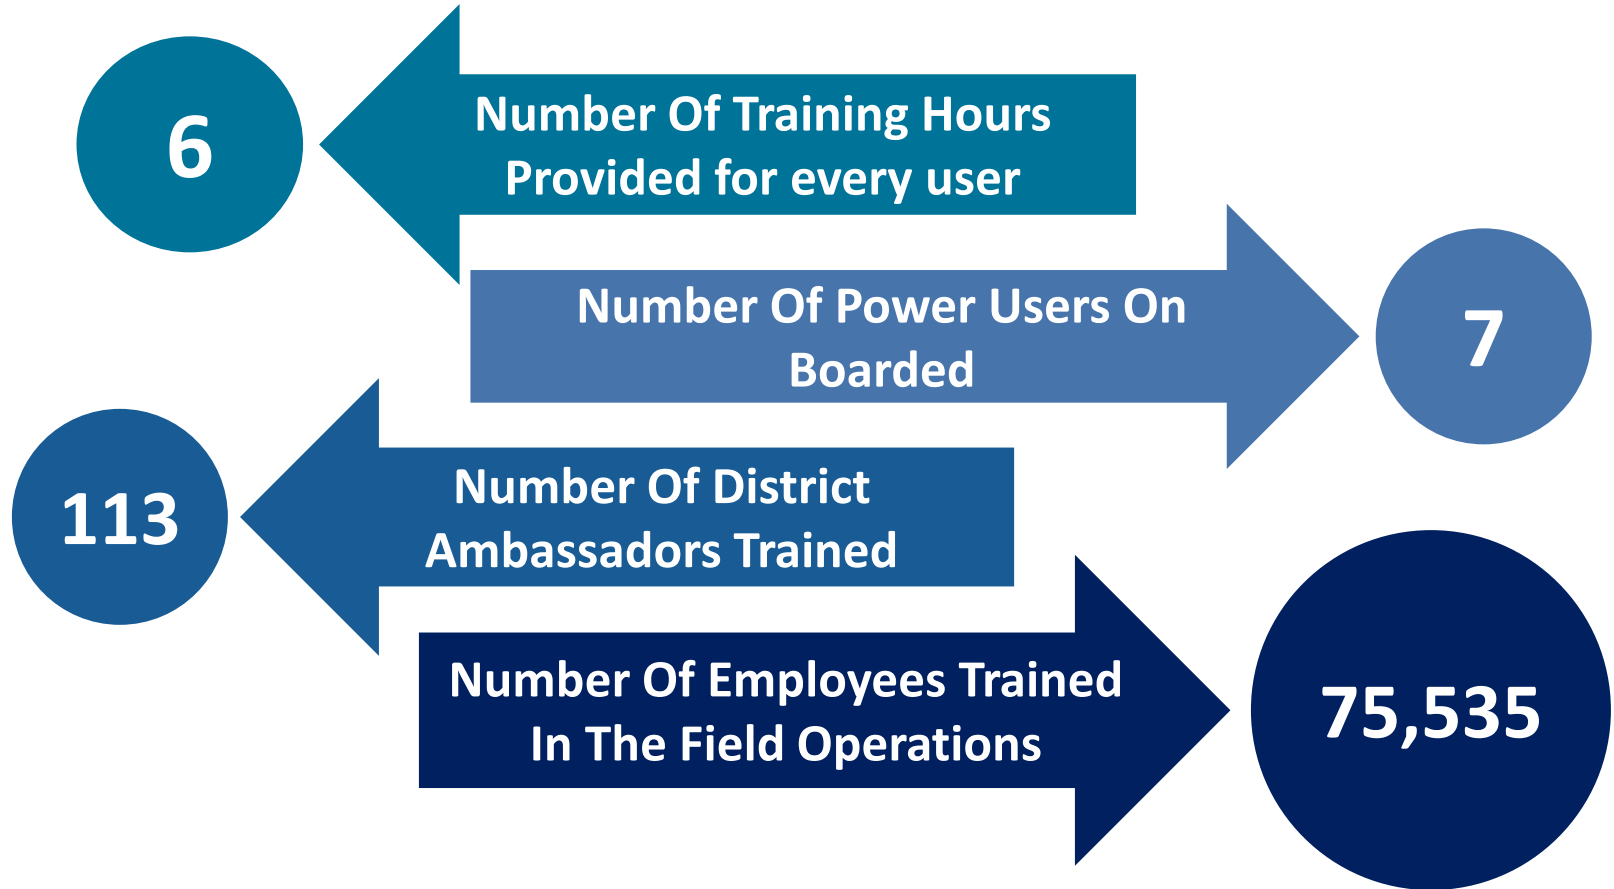 6
Number Of Training Hours
Provided for every user
Number Of Power Users On
Boarded
7
113
Number Of District
Ambassadors Trained
Number Of Employees Trained
In The Field Operations
75,535